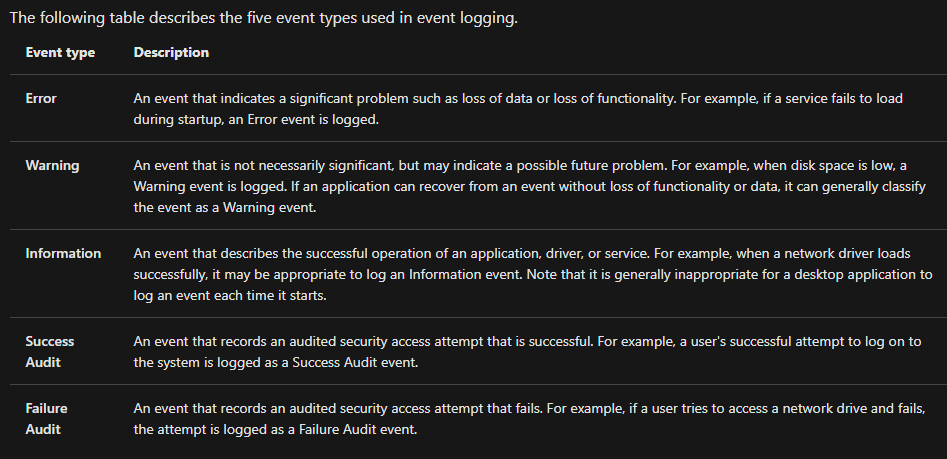 The following table describes the five event types used in event logging.
Event type Description
Error An event that indicates a significant problem such as loss of data or loss of functionality. For example, if a service fails to load
during startup, an Error event is logged.
Warning An event that is not necessarily significant, but may indicate a possible future problem. For example, when disk space is low, a
Warning event is logged. If an application can recover from an event without loss of functionality or data, it can generally classify
the event as a Warning event.
Information An event that describes the successful operation of an application, driver, or service. For example, when a network driver loads
successfully, it may be appropriate to log an Information event. Note that it is generally inappropriate for a desktop application to
log an event each time it starts.
Success An event that records an audited security access attempt that is successful. For example, a user's successful attempt to log on to
Audit the system is logged as a Success Audit event.
Failure An event that records an audited security access attempt that fails. For example, if a user tries to access a network drive and fails,
Audit the attempt is logged as a Failure Audit event.